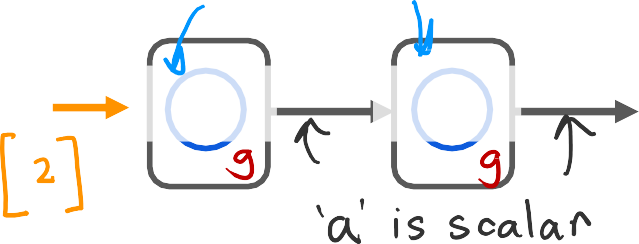 g g
[2]
'a' is scalar